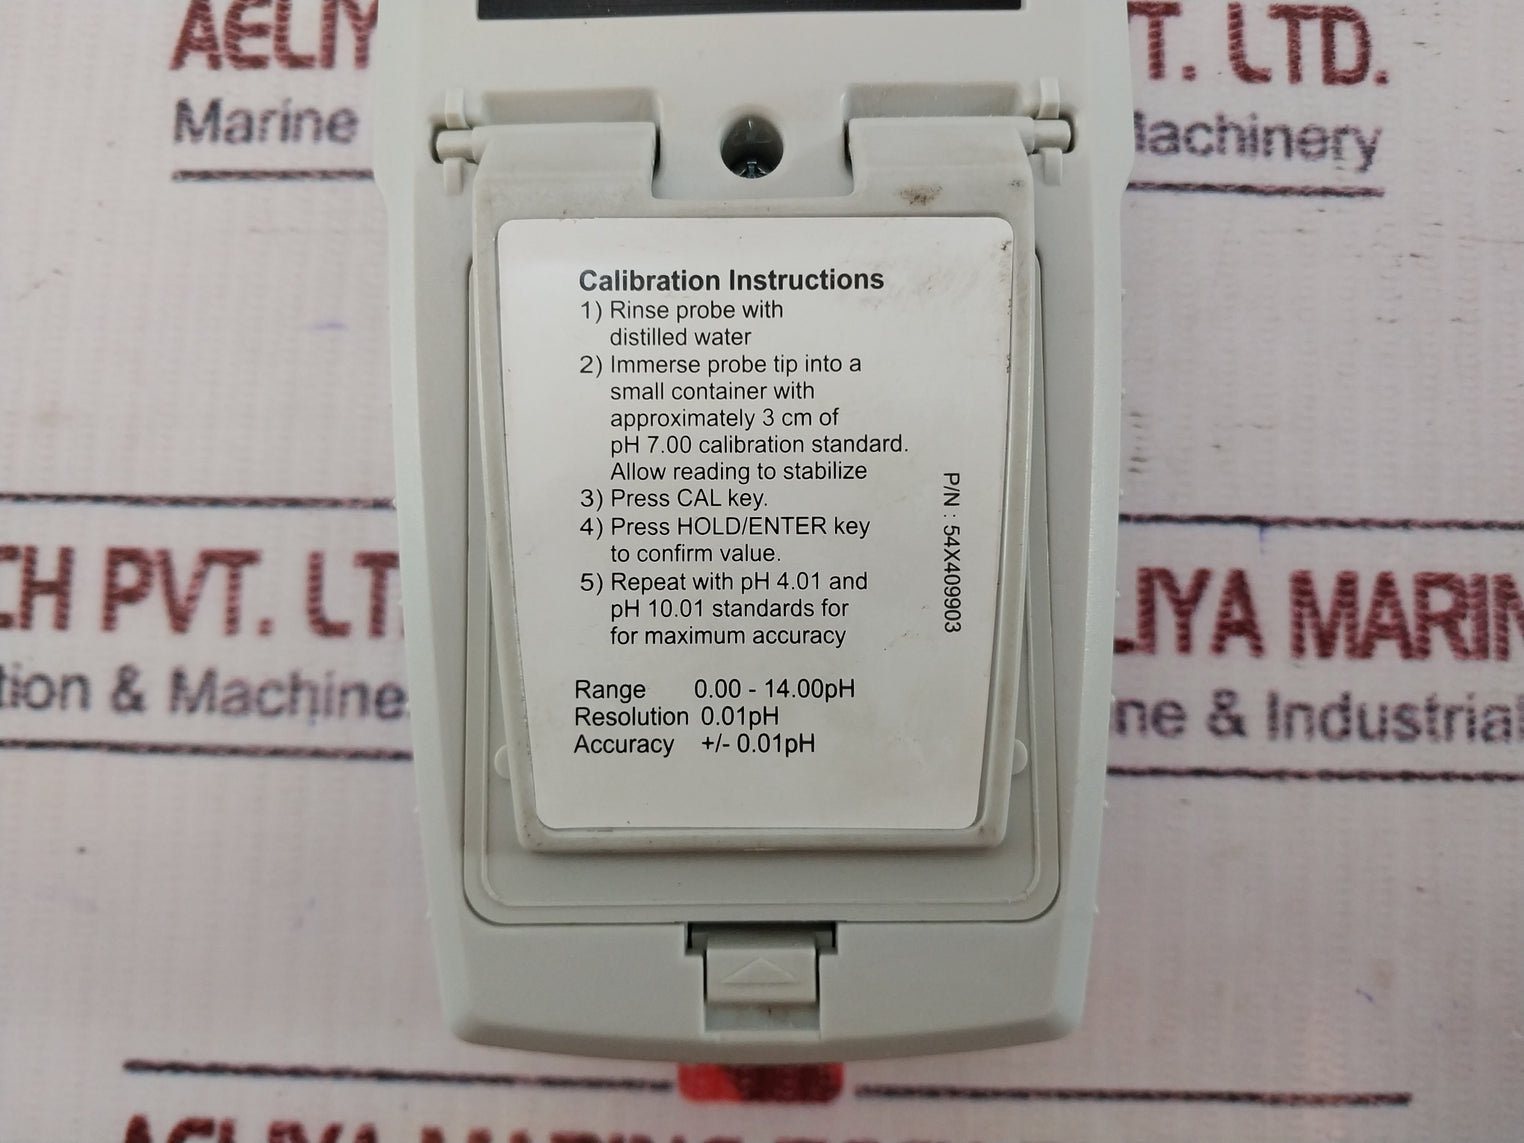 AELIY
VT. LTD.
Marine
lachinery
Calibration Instructions
1) Rinse probe with
distilled water
2) Immerse probe tip into a
small container with
approximately 3 cm of
pH 7.00 calibration standard.
Allow reading to stabilize
3) Press CAL key.
4) Press HOLD/ENTER key
to confirm value.
5) Repeat with pH 4.01 and
pH 10.01 standards for
for maximum accuracy
P/N : 54X409903
Range 0.00 - 14.00pH
Resolution 0.01pH
Accuracy +/- 0.01pH
CH PVT. LT
LIYA MARIN
tion & Machine
ne & Industrial